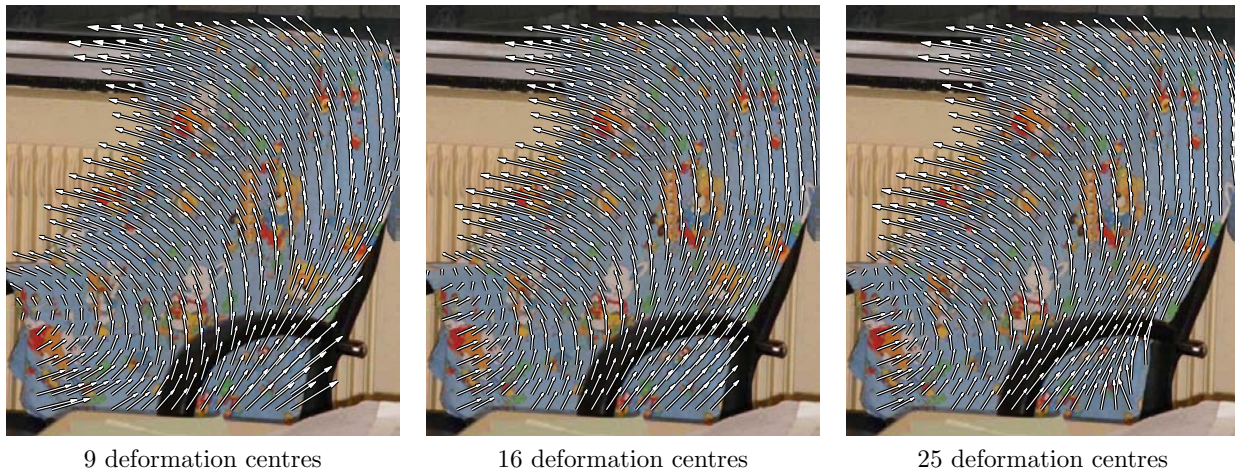 9 deformation centres
16 deformation centres
25 deformation centres